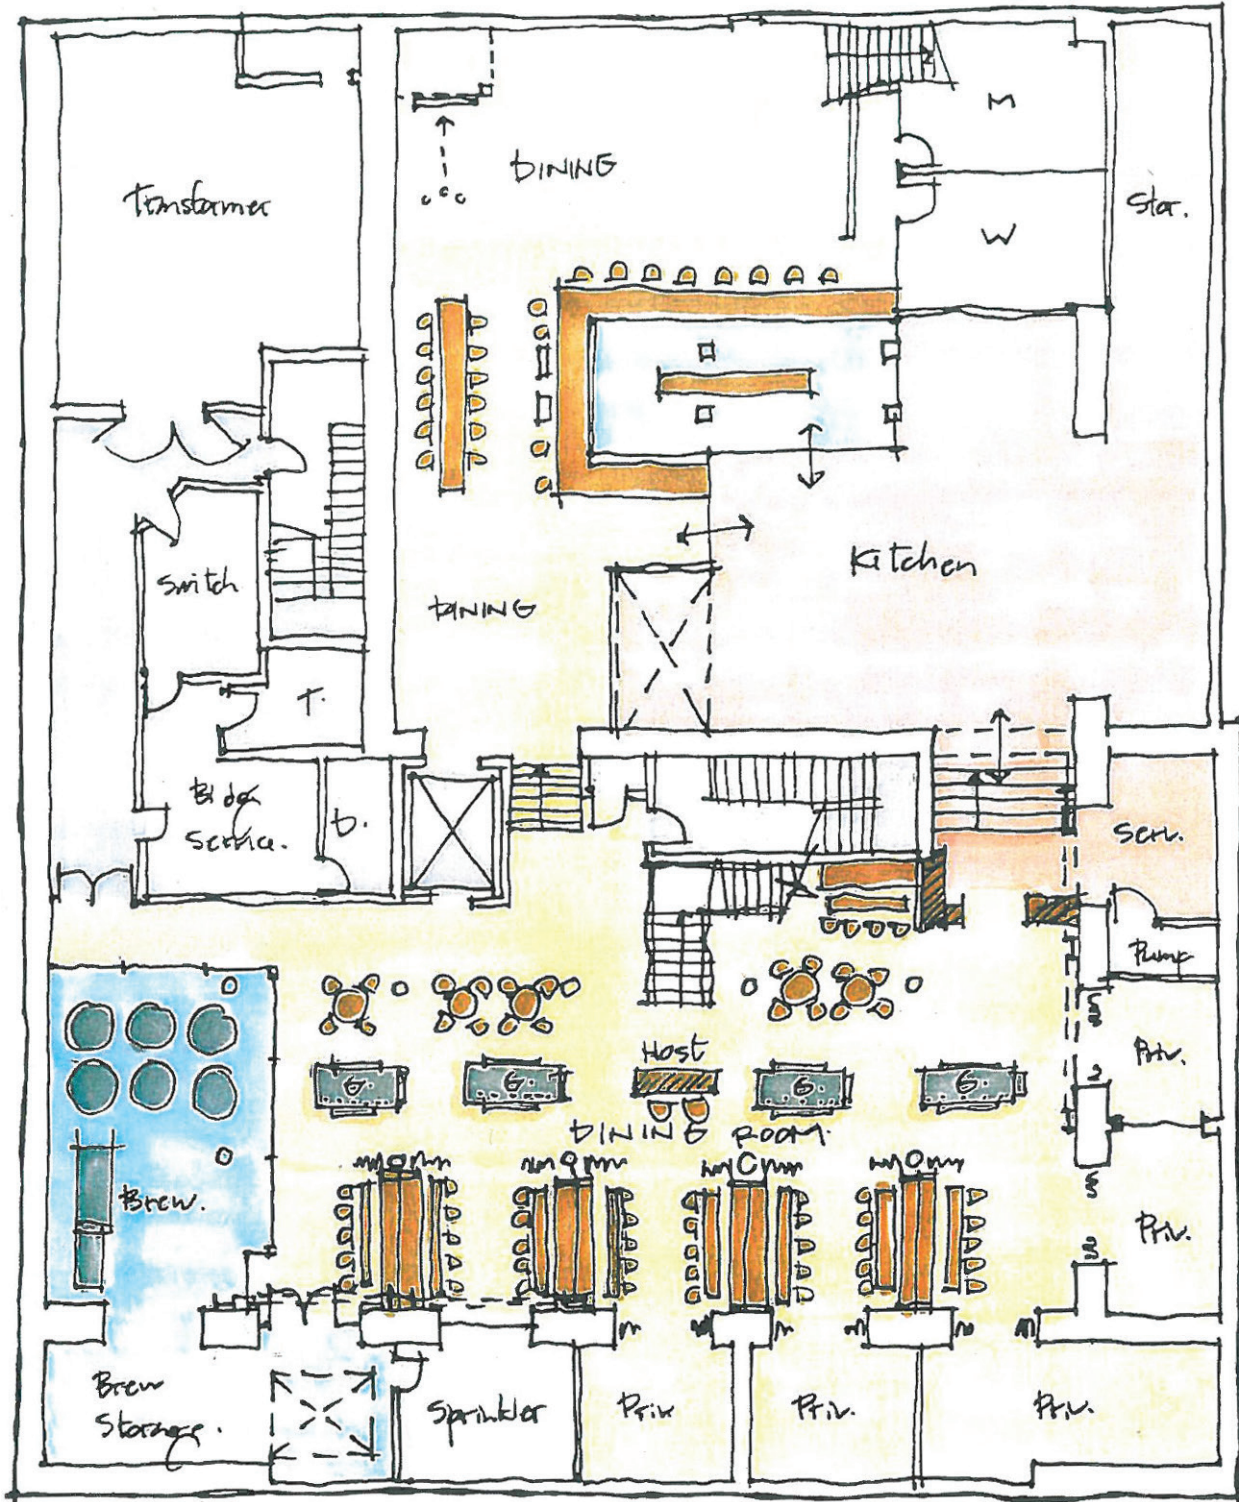 M
DINING
Transformer
Stor.
W
Kitchen
Switch
DINING
T.
Bldg
Service.
D.
Serv.
Pump
Host
Priv.
G.
G.
G.
G.
DINING ROOM.
Brew.
Priv.
Brew
Storage.
Sprinkler
Priv
Priv.
Priv.